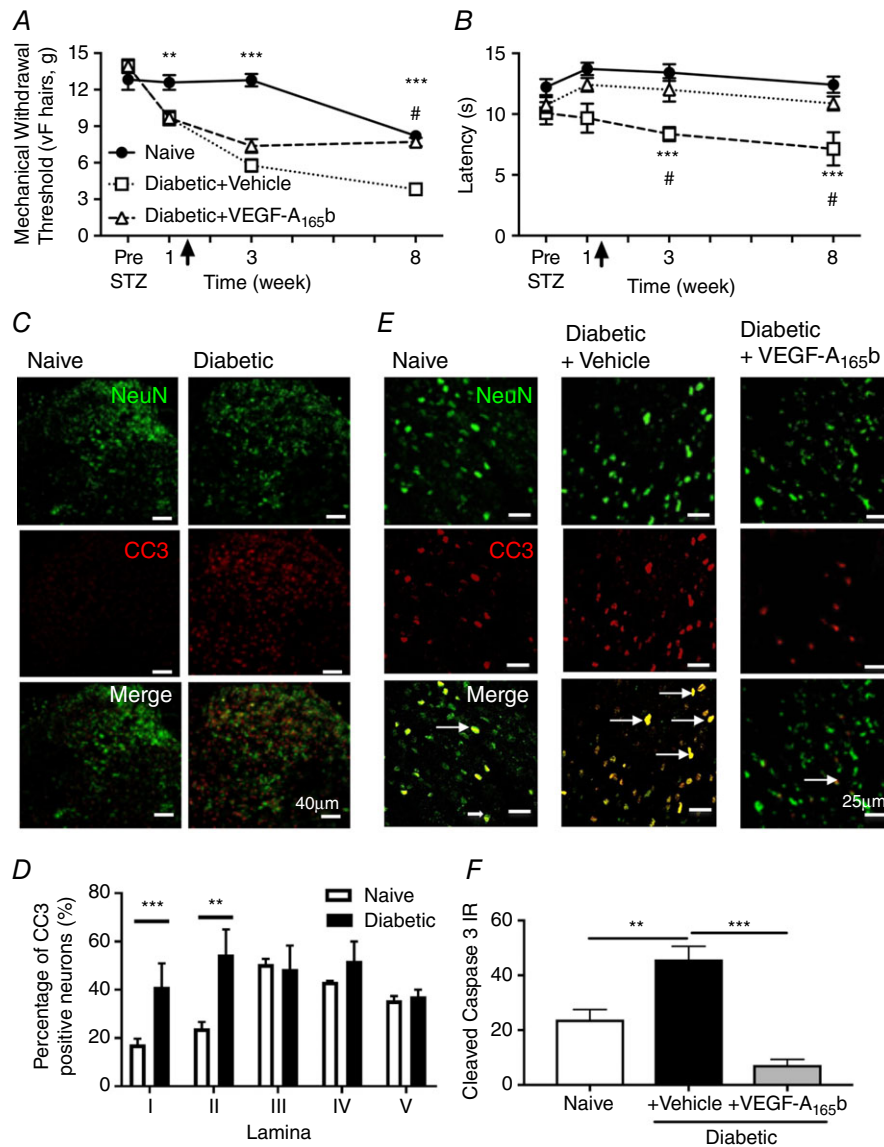 A
Mechanical Withdrawal
Threshold (vF hairs, g)
15
12
9
6
3
0
**
***
***
#
Naive
Diabetic+Vehicle
Diabetic+VEGF-A165b
Pre
STZ
1
3
8
Time (week)
B
Latency (s)
15
10
5
0
***
#
***
#
Pre
STZ
1
3
8
Time (week)
C
Naive
Diabetic
NeuN
CC3
Merge
40μm
E
Naive
Diabetic
+ Vehicle
Diabetic
+ VEGF-A165b
NeuN
CC3
Merge
25μm
D
Percentage of CC3
positive neurons (%)
80
60
40
20
0
***
**
Naive
Diabetic
I II III IV V
Lamina
F
Cleaved Caspase 3 IR
60
40
20
0
**
***
Naive +Vehicle +VEGF-A165b
Diabetic